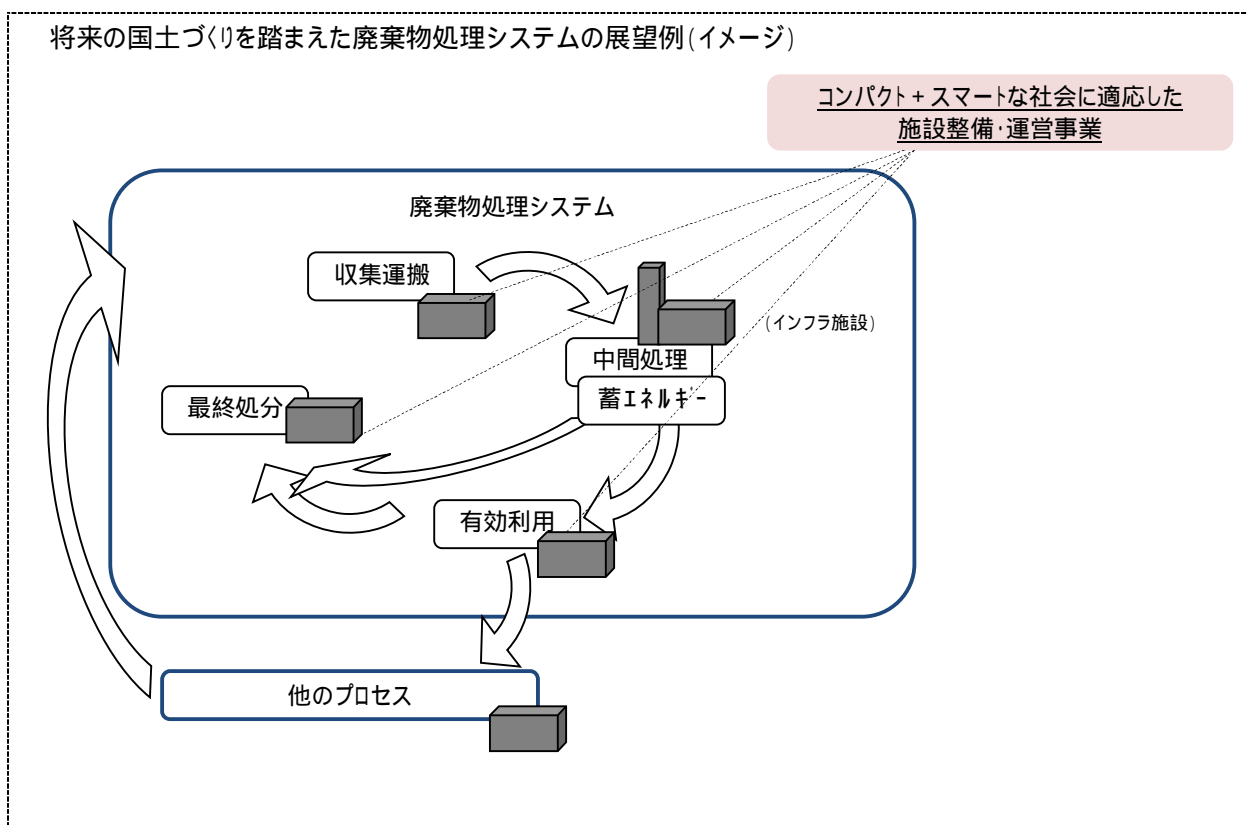 将来の国土づくりを踏まえた廃棄物処理システムの展望例(イメージ)
コンパクト+スマートな社会に適応した
施設整備・運営事業
廃棄物処理システム
収集運搬
(インフラ施設)
中間処理
蓄エネルギー
最終処分
有効利用
他のプロセス